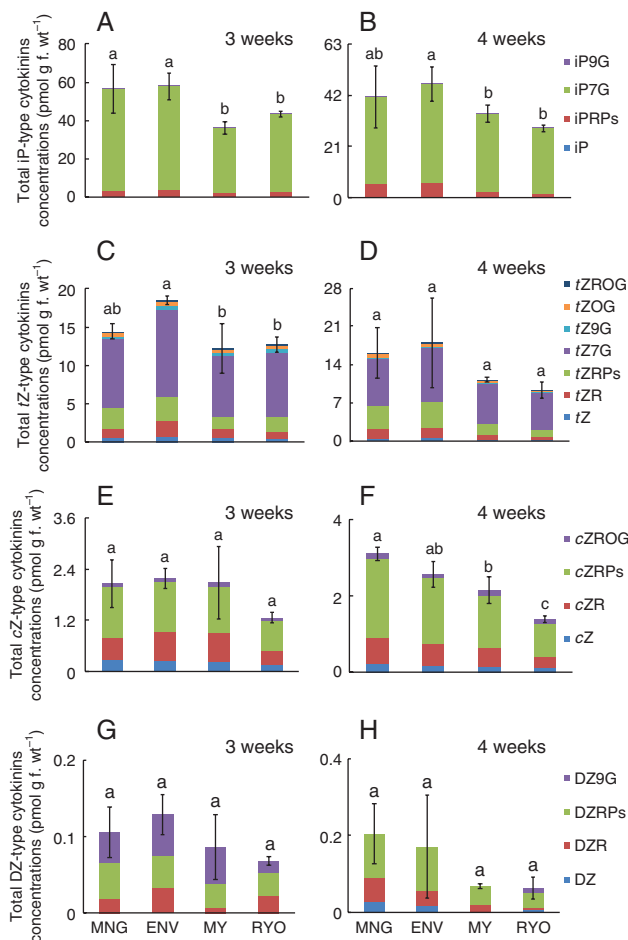 A
3 weeks
Total iP-type cytokinins
concentrations (pmol g f. wt⁻¹)
80
60
40
20
0
a
a
b
b
B
4 weeks
63
42
21
0
ab
a
b
b
iP9G
iP7G
iPRPs
iP
C
3 weeks
Total tZ-type cytokinins
concentrations (pmol g f. wt⁻¹)
20
15
10
5
0
ab
a
b
b
D
4 weeks
28
21
14
7
0
a
a
a
a
tZROG
tZOG
tZ9G
tZ7G
tZRPs
tZR
tZ
E
3 weeks
Total cZ-type cytokinins
concentrations (pmol g f. wt⁻¹)
3.6
2.4
1.2
0
a
a
a
a
F
4 weeks
4
2
0
a
ab
b
c
cZROG
cZRPs
cZR
cZ
G
3 weeks
Total DZ-type cytokinins
concentrations (pmol g f. wt⁻¹)
0.2
0.1
0
a
a
a
a
MNG ENV MY RYO
H
4 weeks
0.4
0.2
0
a
a
a
a
MNG ENV MY RYO
DZ9G
DZRPs
DZR
DZ